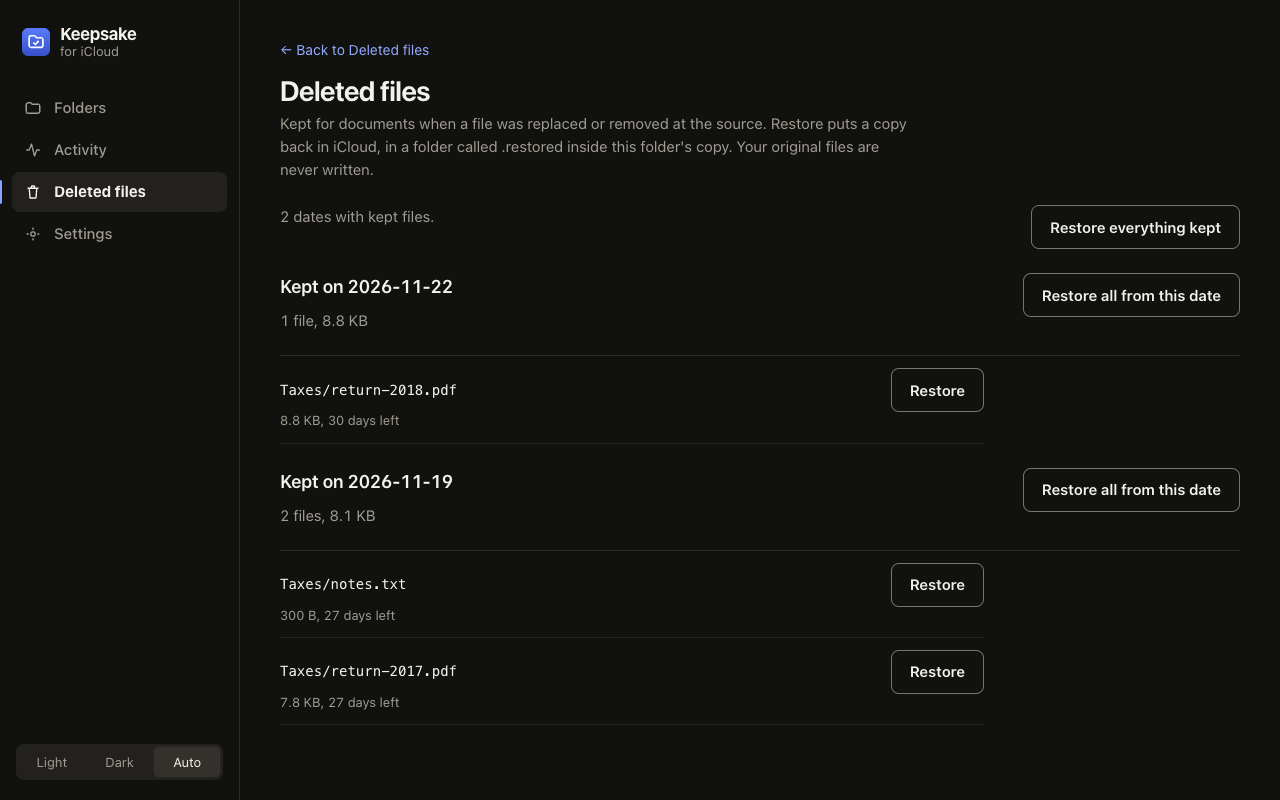 Keepsake
for iCloud
Folders
Activity
Deleted files
Settings
Light Dark Auto
← Back to Deleted files
Deleted files
Kept for documents when a file was replaced or removed at the source. Restore puts a copy
back in iCloud, in a folder called .restored inside this folder's copy. Your original files are
never written.
2 dates with kept files.
Restore everything kept
Kept on 2026-11-22
Restore all from this date
1 file, 8.8 KB
Taxes/return-2018.pdf
Restore
8.8 KB, 30 days left
Kept on 2026-11-19
Restore all from this date
2 files, 8.1 KB
Taxes/notes.txt
Restore
300 B, 27 days left
Taxes/return-2017.pdf
Restore
7.8 KB, 27 days left